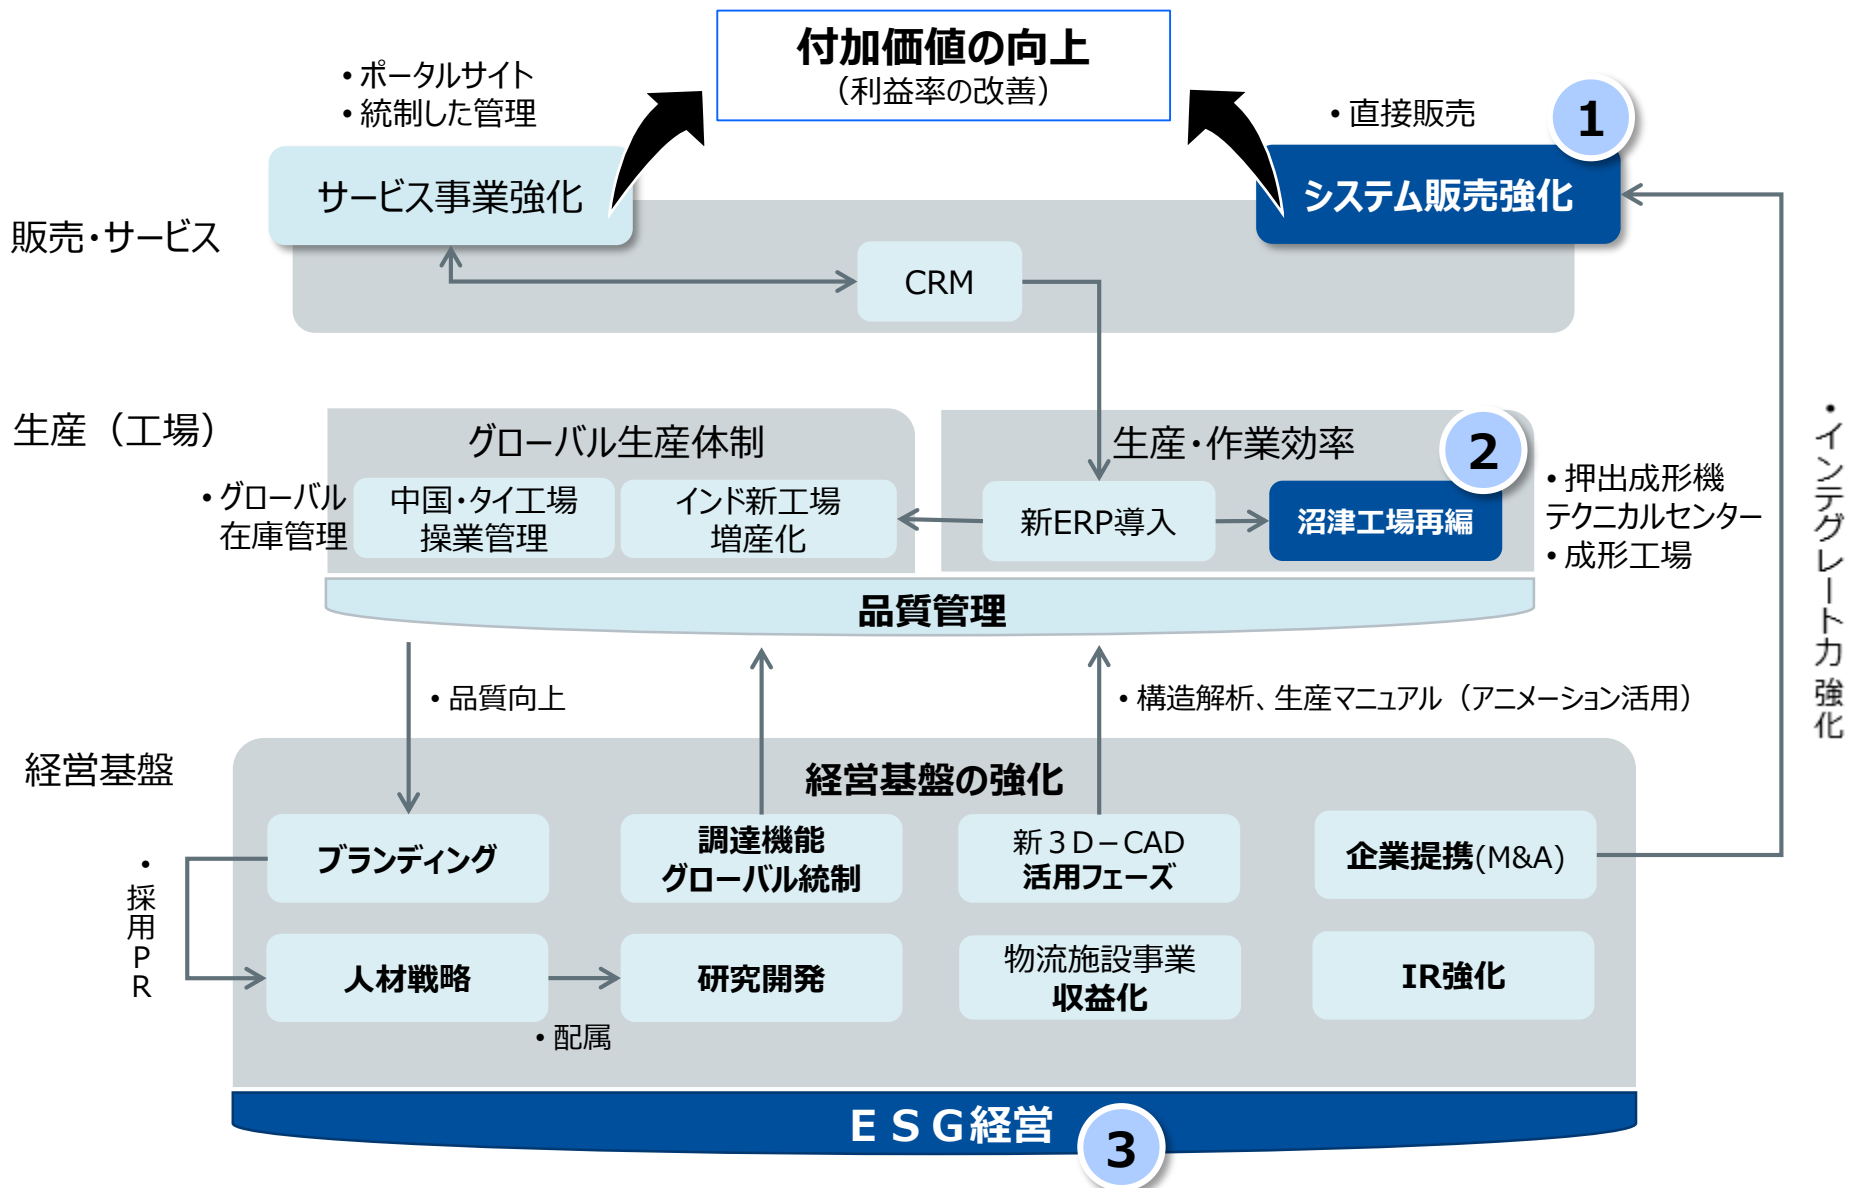 付加価値の向上
（利益率の改善）
• ポータルサイト
• 統制した管理
• 直接販売
1
サービス事業強化
システム販売強化
販売・サービス
CRM
生産（工場）
グローバル生産体制
生産・作業効率
2
• グローバル
在庫管理
中国・タイ工場
操業管理
インド新工場
増産化
新ERP導入
沼津工場再編
• 押出成形機
テクニカルセンター
• 成形工場
• インテグレート力 強化
品質管理
• 品質向上
• 構造解析、生産マニュアル（アニメーション活用）
経営基盤
経営基盤の強化
ブランディング
調達機能
グローバル統制
新３D－CAD
活用フェーズ
企業提携(M&A)
• 採用PR
人材戦略
研究開発
物流施設事業
収益化
IR強化
• 配属
ＥＳＧ経営
3